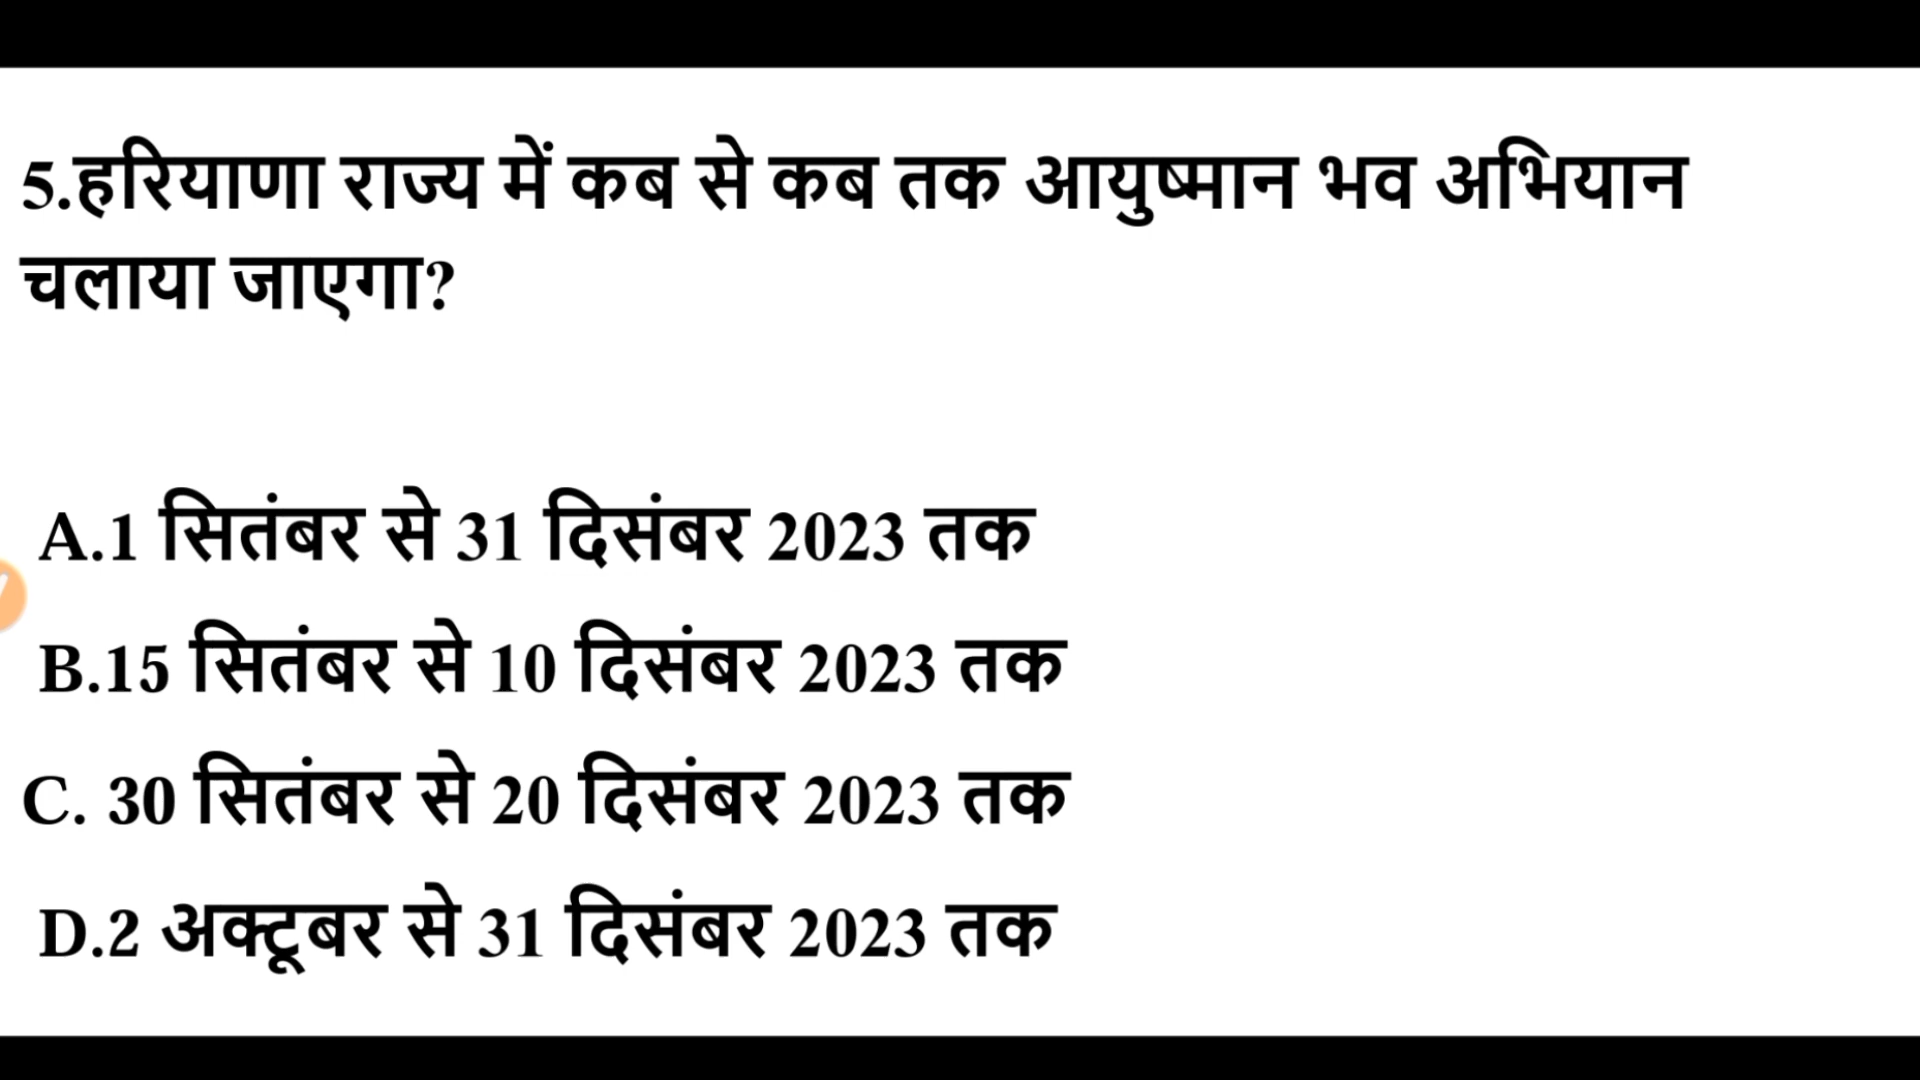 5.हरियाणा राज्य में कब से कब तक आयुष्मान भव अभियान
चलाया जाएगा?
A.1 सितंबर से 31 दिसंबर 2023 तक
B.15 सितंबर से 10 दिसंबर 2023 तक
C. 30 सितंबर से 20 दिसंबर 2023 तक
D.2 अक्टूबर से 31 दिसंबर 2023 तक